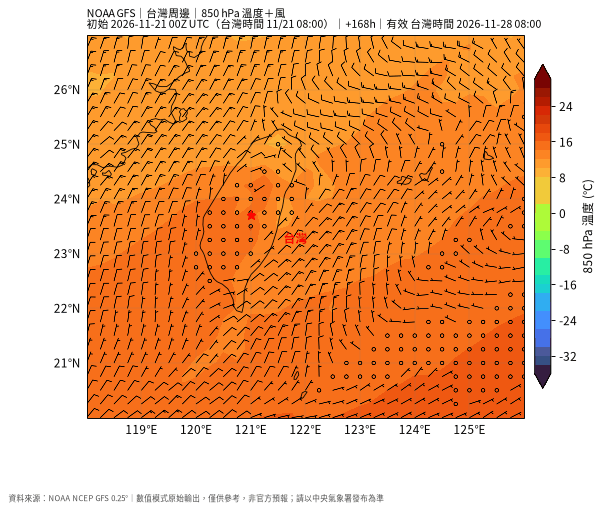 NOAA GFS｜台灣周邊｜850 hPa 溫度＋風
初始 2026-11-21 00Z UTC（台灣時間 11/21 08:00）｜+168h｜有效 台灣時間 2026-11-28 08:00
26°N
25°N
24°N
23°N
22°N
21°N
119°E 120°E 121°E 122°E 123°E 124°E 125°E
台灣
24
16
8
0
-8
-16
-24
-32
850 hPa 溫度 (°C)
資料來源：NOAA NCEP GFS 0.25°｜數值模式原始輸出，僅供參考，非官方預報；請以中央氣象署發布為準